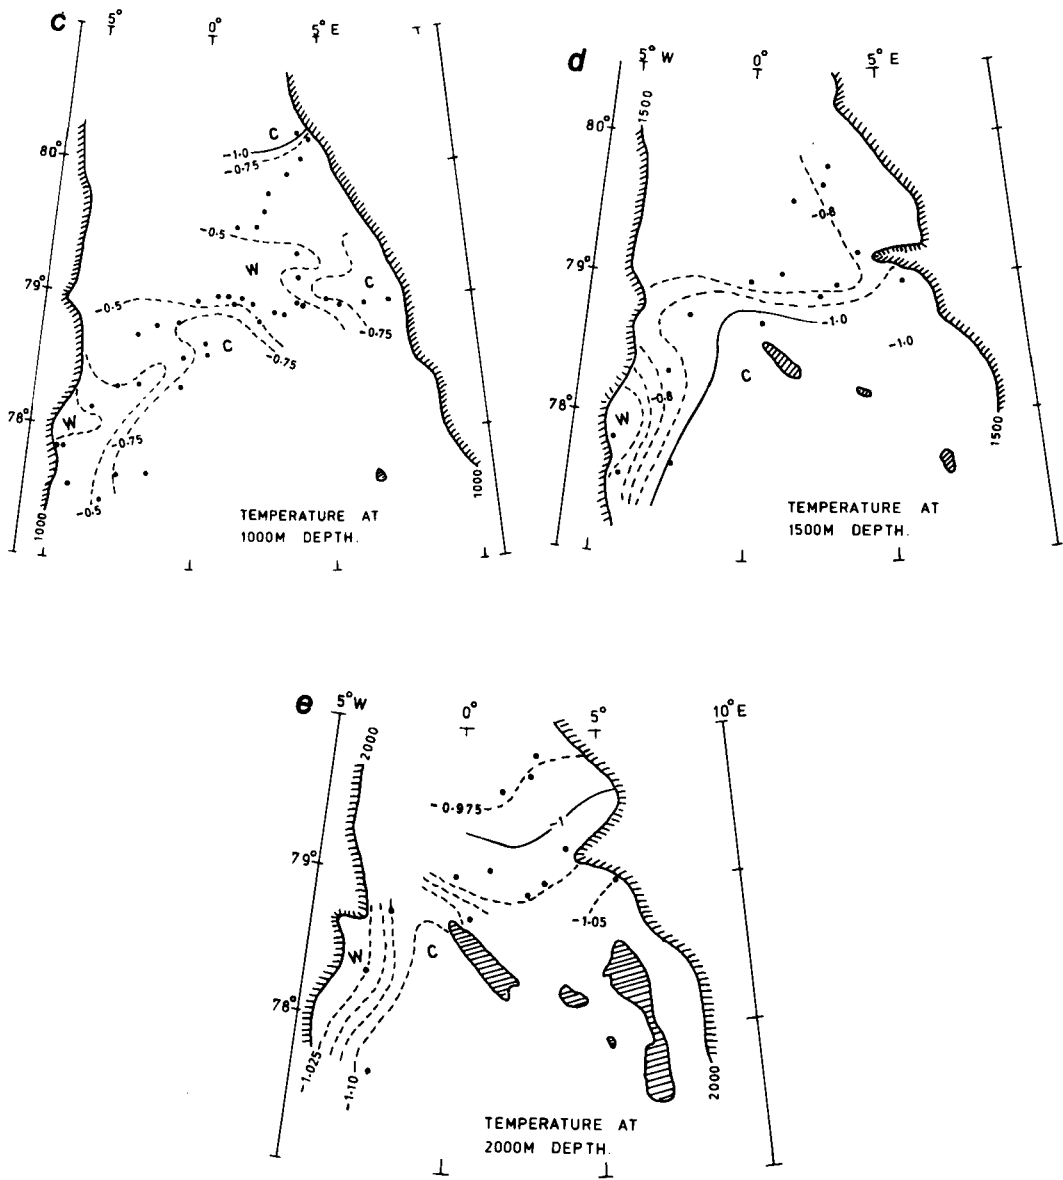 c
5°
0°
5°E
80°
C
-1.0
-0.75
-0.5
W
C
79°
-0.5
-0.75
C
-0.75
78°
W
-0.75
-0.5
1000
1000
TEMPERATURE AT
1000M DEPTH.
d
5°W
0°
5°E
1500
80°
-0.8
79°
-1.0
-1.0
C
-0.8
78°
W
1500
TEMPERATURE AT
1500M DEPTH.
e
5°W
0°
5°
10°E
2000
-0.975
-1
79°
-1.05
W
C
78°
-1.025
-1.10
2000
TEMPERATURE AT
2000M DEPTH.